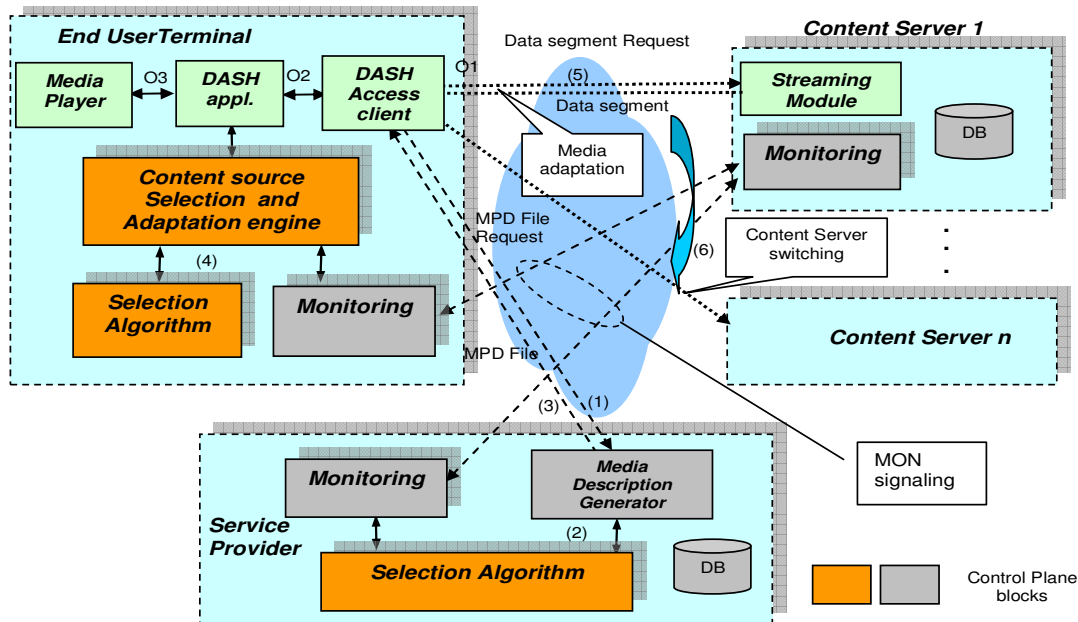 End UserTerminal
Media
Player
O3
DASH
appl.
O2
DASH
Access
client
O1
Content source
Selection and
Adaptation engine
(4)
Selection
Algorithm
Monitoring
Data segment Request
(5)
Data segment
Media
adaptation
MPD File
Request
(6)
MPD File
(3)
(1)
Content Server 1
Streaming
Module
Monitoring
DB
Content Server
switching
Content Server n
MON
signaling
Service
Provider
Monitoring
Media
Description
Generator
(2)
Selection Algorithm
DB
Control Plane
blocks